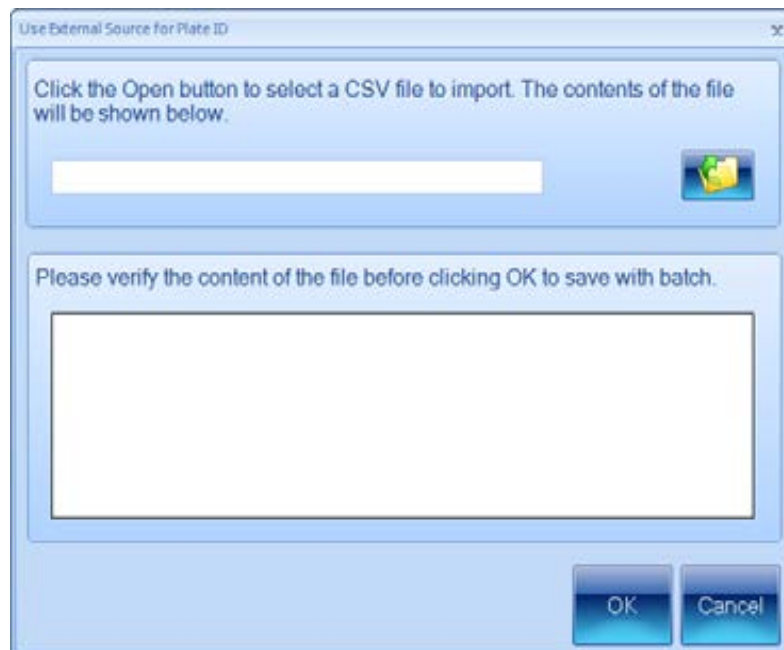 Use External Source for Plate ID
Click the Open button to select a CSV file to import. The contents of the file
will be shown below.
Please verify the content of the file before clicking OK to save with batch.
OK
Cancel